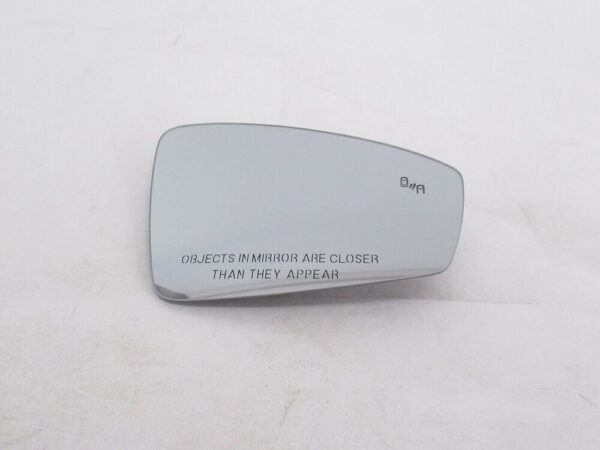 OBJECTS IN MIRROR ARE CLOSER
THAN THEY APPEAR